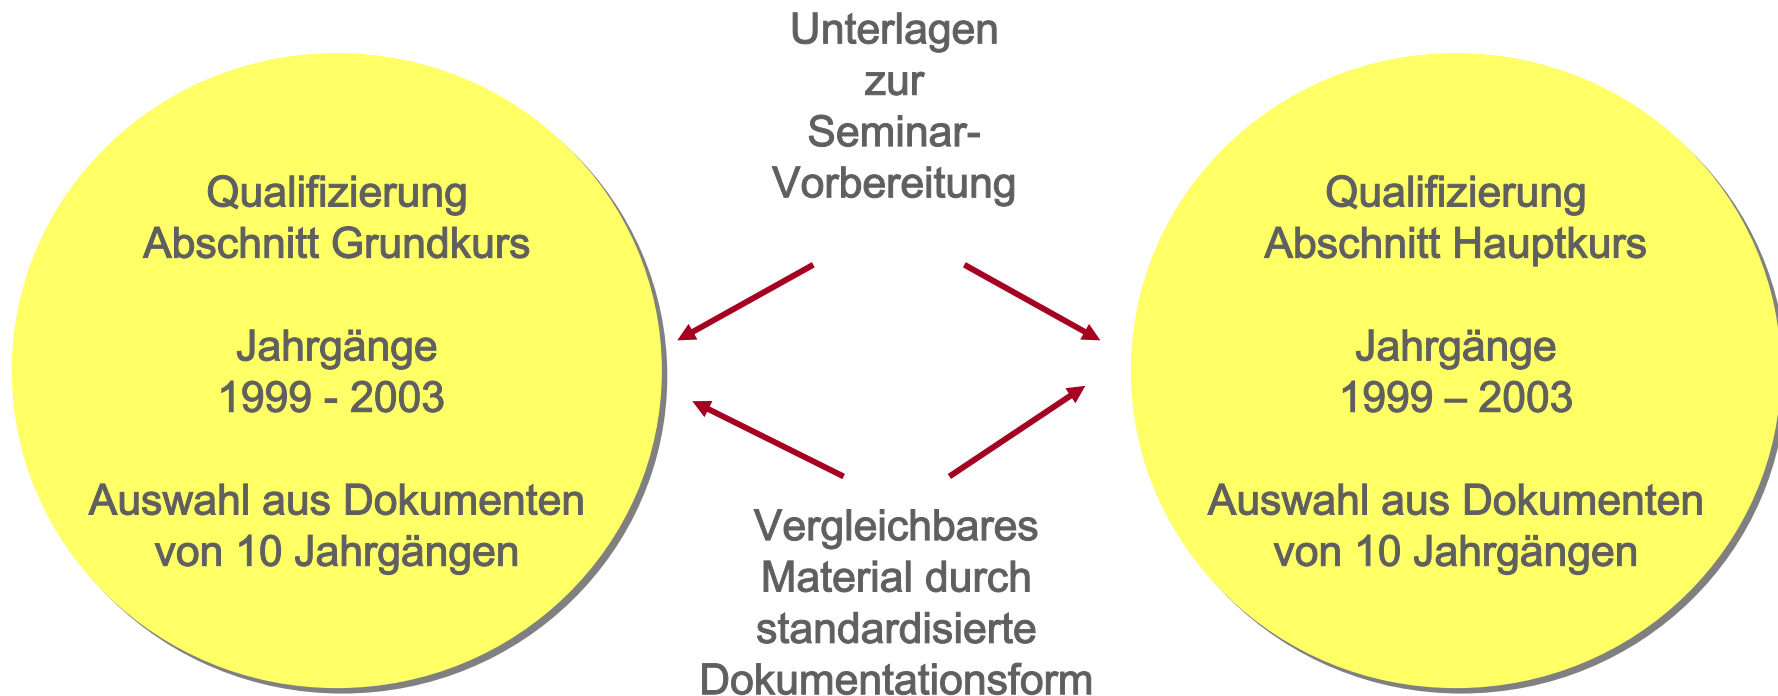 Unterlagen
zur
Seminar-
Vorbereitung
Qualifizierung
Abschnitt Grundkurs
Jahrgänge
1999 - 2003
Auswahl aus Dokumenten
von 10 Jahrgängen
Qualifizierung
Abschnitt Hauptkurs
Jahrgänge
1999 – 2003
Auswahl aus Dokumenten
von 10 Jahrgängen
Vergleichbares
Material durch
standardisierte
Dokumentationsform